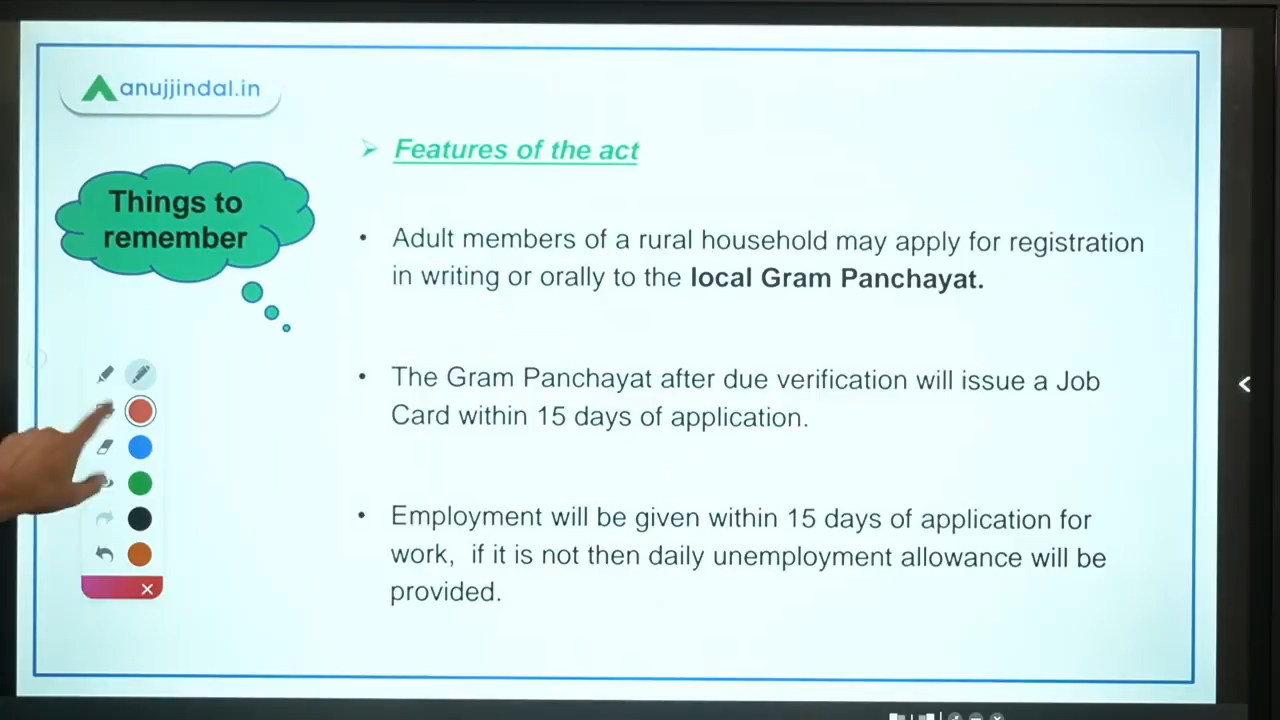 anujjindal.in
Features of the act
Things to
remember
Adult members of a rural household may apply for registration
in writing or orally to the local Gram Panchayat.
The Gram Panchayat after due verification will issue a Job
Card within 15 days of application.
Employment will be given within 15 days of application for
work, if it is not then daily unemployment allowance will be
provided.